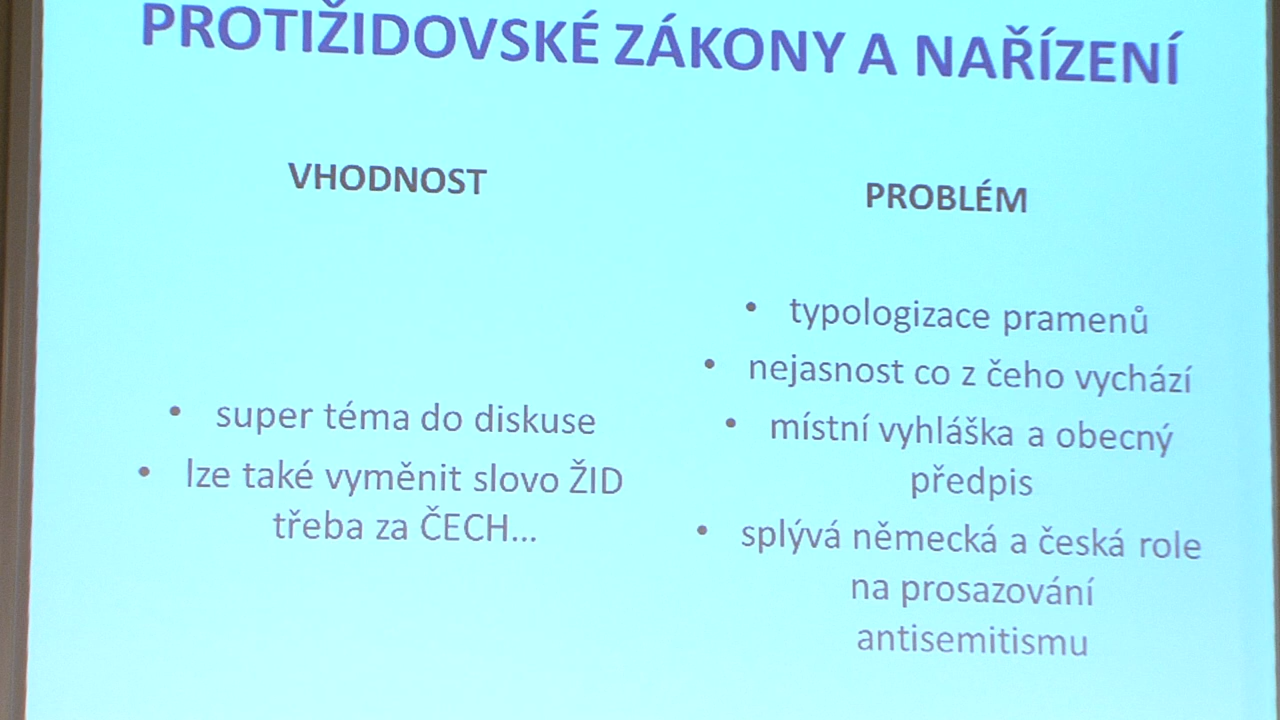 PROTIŽIDOVSKÉ ZÁKONY A NAŘÍZENÍ
VHODNOST
• super téma do diskuse
• lze také vyměnit slovo ŽID
třeba za ČECH...
PROBLÉM
• typologizace pramenů
• nejasnost co z čeho vychází
• místní vyhláška a obecný
předpis
• splývá německá a česká role
na prosazování
antisemitismu